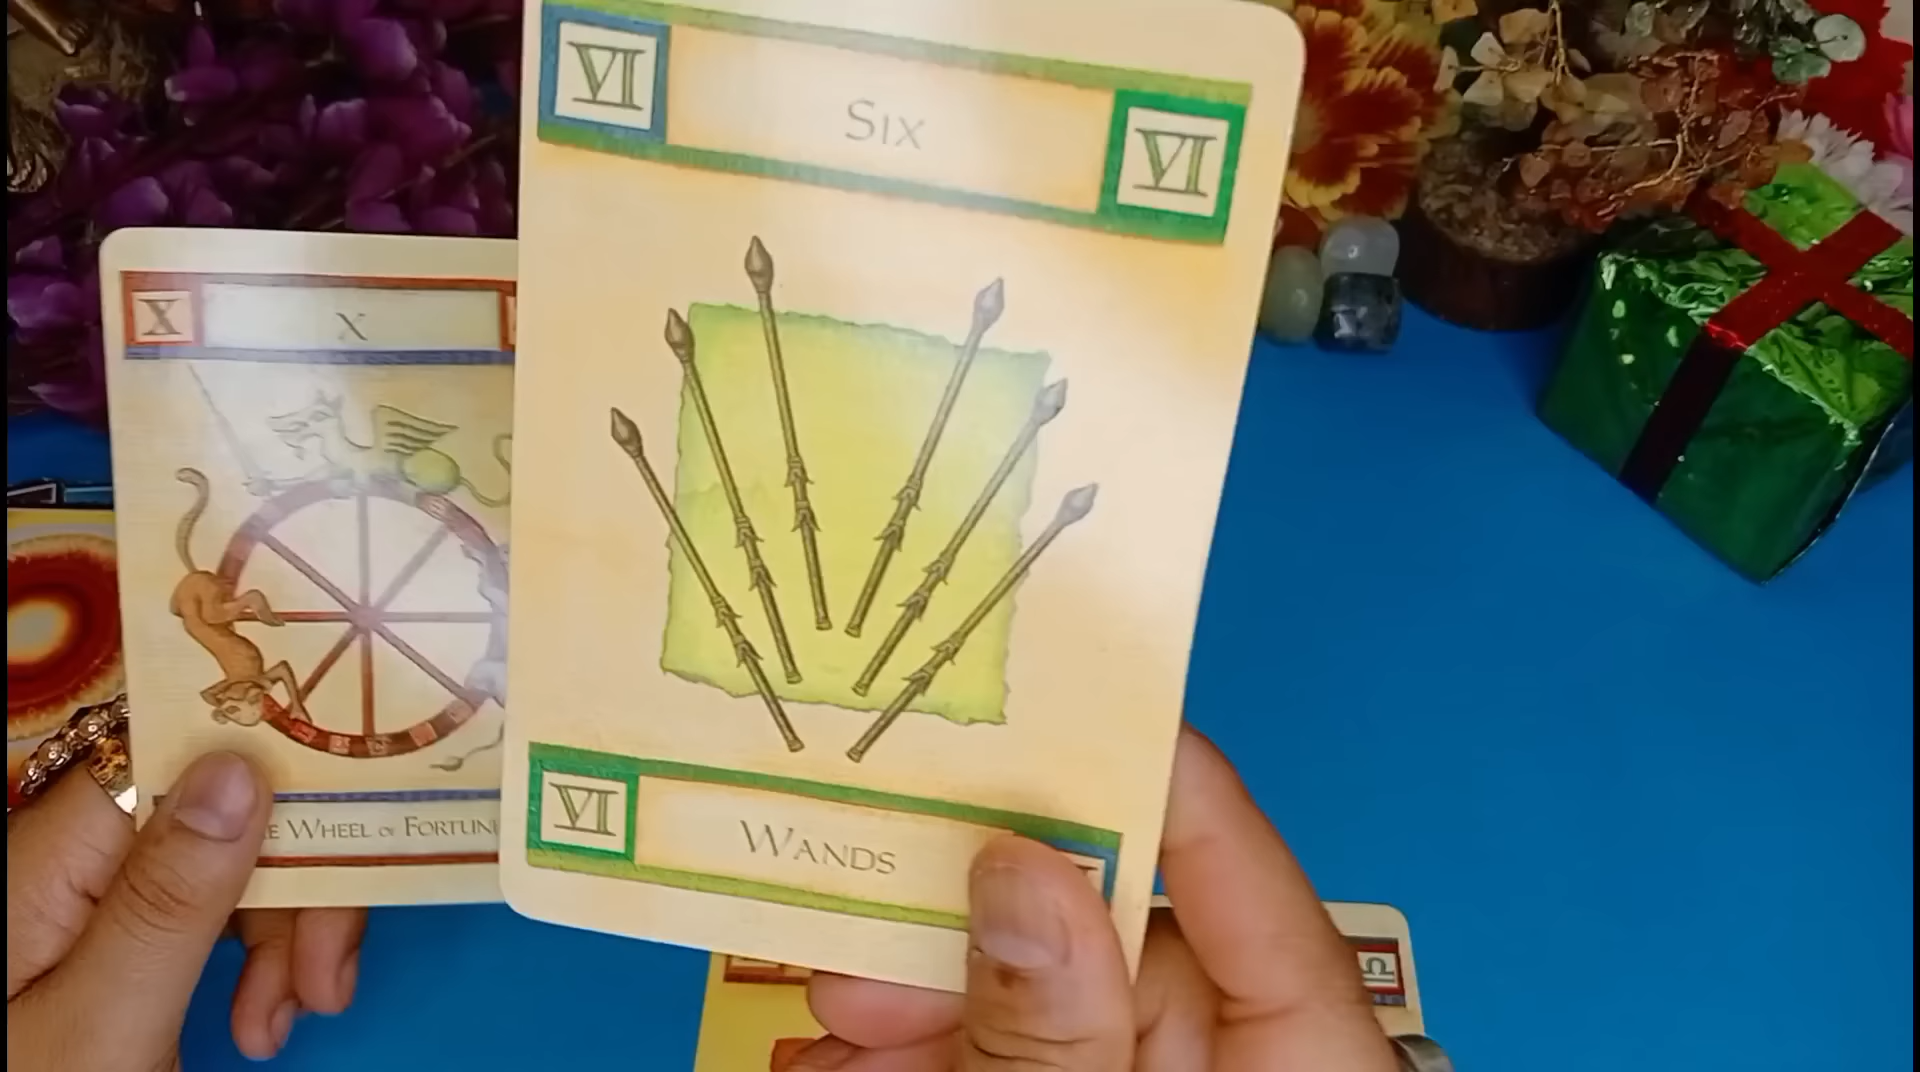 VI
SIX
VI
X
X
E WHEEL OF FORTUN
VI
WANDS
Ω